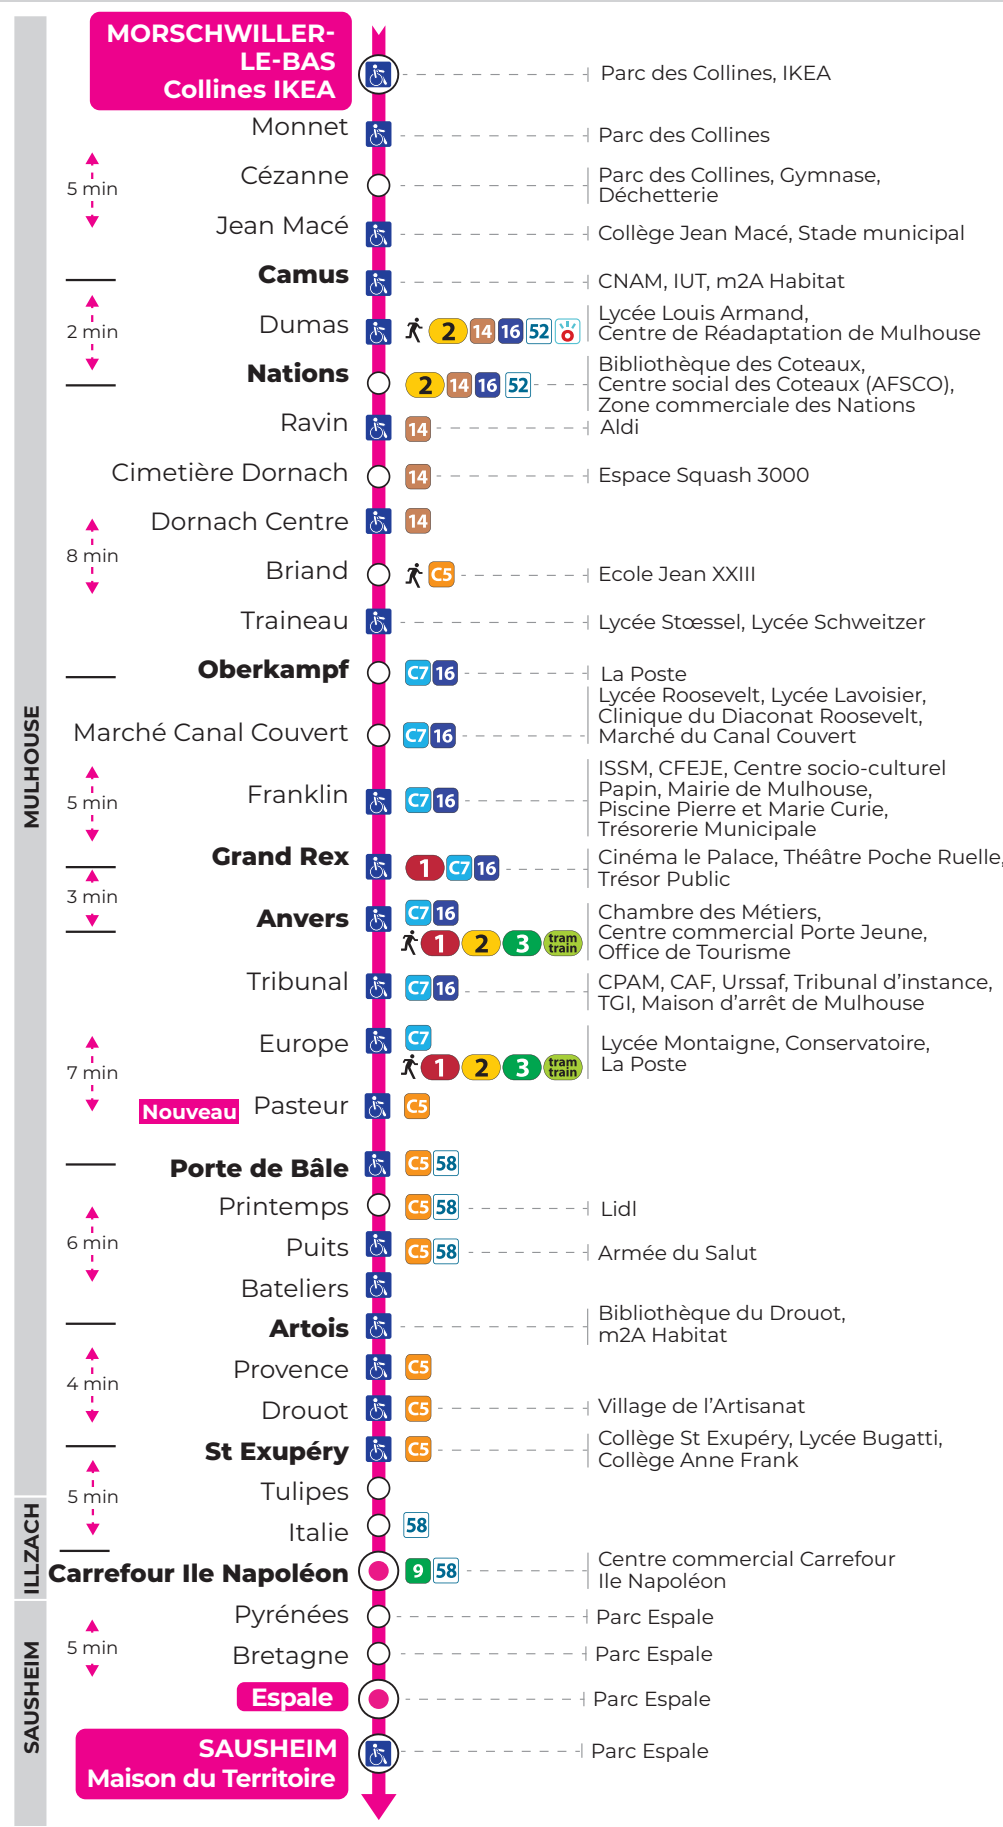 MORSCHWILLER-
LE-BAS
Collines IKEA
Parc des Collines, IKEA
Monnet
Parc des Collines
5 min
Cézanne
Parc des Collines, Gymnase,
Déchetterie
Jean Macé
Collège Jean Macé, Stade municipal
Camus
CNAM, IUT, m2A Habitat
2 min
Dumas
2 14 16 52
Lycée Louis Armand,
Centre de Réadaptation de Mulhouse
Nations
2 14 16 52
Bibliothèque des Coteaux,
Centre social des Coteaux (AFSCO),
Zone commerciale des Nations
Ravin
14
Aldi
Cimetière Dornach
14
Espace Squash 3000
Dornach Centre
14
8 min
Briand
C5
Ecole Jean XXIII
Traineau
Lycée Stœssel, Lycée Schweitzer
Oberkampf
C7 16
La Poste
MULHOUSE
Marché Canal Couvert
C7 16
Lycée Roosevelt, Lycée Lavoisier,
Clinique du Diaconat Roosevelt,
Marché du Canal Couvert
5 min
Franklin
C7 16
ISSM, CFEJE, Centre socio-culturel
Papin, Mairie de Mulhouse,
Piscine Pierre et Marie Curie,
Trésorerie Municipale
Grand Rex
1 C7 16
Cinéma le Palace, Théâtre Poche Ruelle,
Trésor Public
3 min
Anvers
C7 16
1 2 3 tram train
Chambre des Métiers,
Centre commercial Porte Jeune,
Office de Tourisme
Tribunal
C7 16
CPAM, CAF, Urssaf, Tribunal d'instance,
TGI, Maison d'arrêt de Mulhouse
7 min
Europe
C7
1 2 3 tram train
Lycée Montaigne, Conservatoire,
La Poste
Nouveau Pasteur
C5
Porte de Bâle
C5 58
Printemps
C5 58
Lidl
6 min
Puits
C5 58
Armée du Salut
Bateliers
Artois
Bibliothèque du Drouot,
m2A Habitat
4 min
Provence
C5
Drouot
C5
Village de l'Artisanat
St Exupéry
C5
Collège St Exupéry, Lycée Bugatti,
Collège Anne Frank
5 min
Tulipes
ILLZACH
Italie
58
Carrefour Ile Napoléon
9 58
Centre commercial Carrefour
Ile Napoléon
SAUSHEIM
Pyrénées
Parc Espale
5 min
Bretagne
Parc Espale
Espale
Parc Espale
SAUSHEIM
Maison du Territoire
Parc Espale